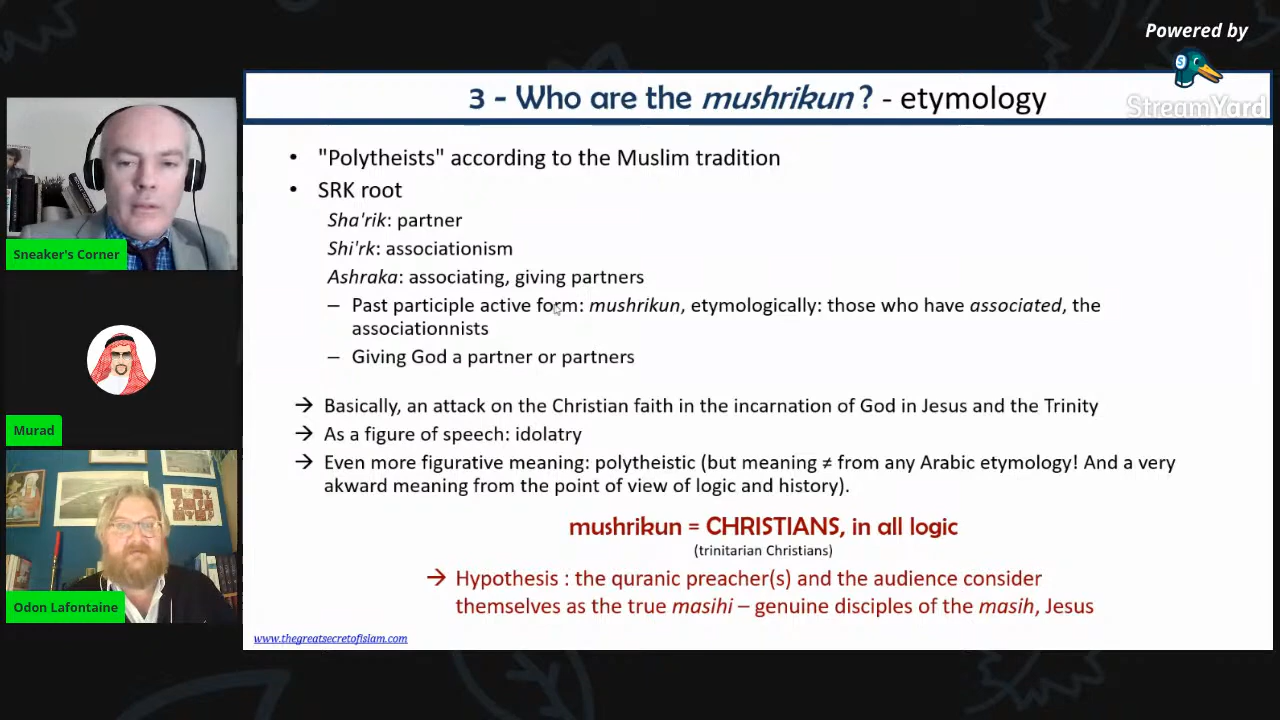 Powered by
StreamYard
3 - Who are the mushrikun ? - etymology
• "Polytheists" according to the Muslim tradition
• SRK root
Sha'rik: partner
Shi'rk: associationism
Ashraka: associating, giving partners
– Past participle active form: mushrikun, etymologically: those who have associated, the
associationnists
– Giving God a partner or partners
→ Basically, an attack on the Christian faith in the incarnation of God in Jesus and the Trinity
→ As a figure of speech: idolatry
→ Even more figurative meaning: polytheistic (but meaning ≠ from any Arabic etymology! And a very
akward meaning from the point of view of logic and history).
mushrikun = CHRISTIANS, in all logic
(trinitarian Christians)
→ Hypothesis : the quranic preacher(s) and the audience consider
themselves as the true masihi – genuine disciples of the masih, Jesus
www.thegreatsecretofislam.com
Sneaker's Corner
Murad
Odon Lafontaine